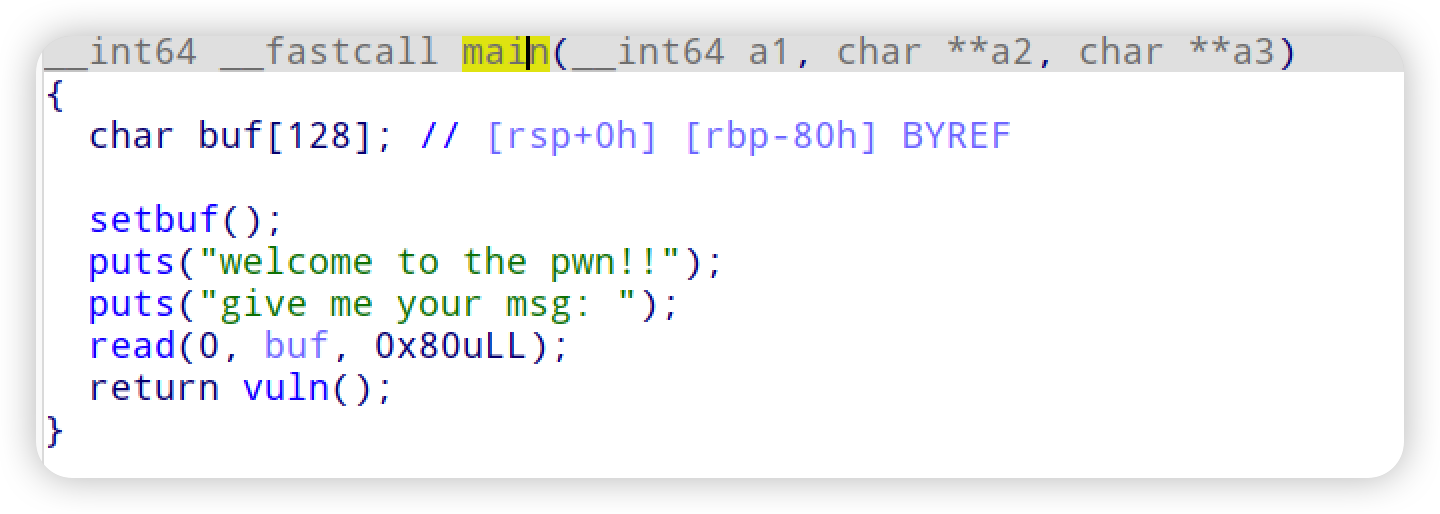 __int64 __fastcall main(__int64 a1, char **a2, char **a3)
{
  char buf[128]; // [rsp+0h] [rbp-80h] BYREF

  setbuf();
  puts("welcome to the pwn!!");
  puts("give me your msg: ");
  read(0, buf, 0x80uLL);
  return vuln();
}